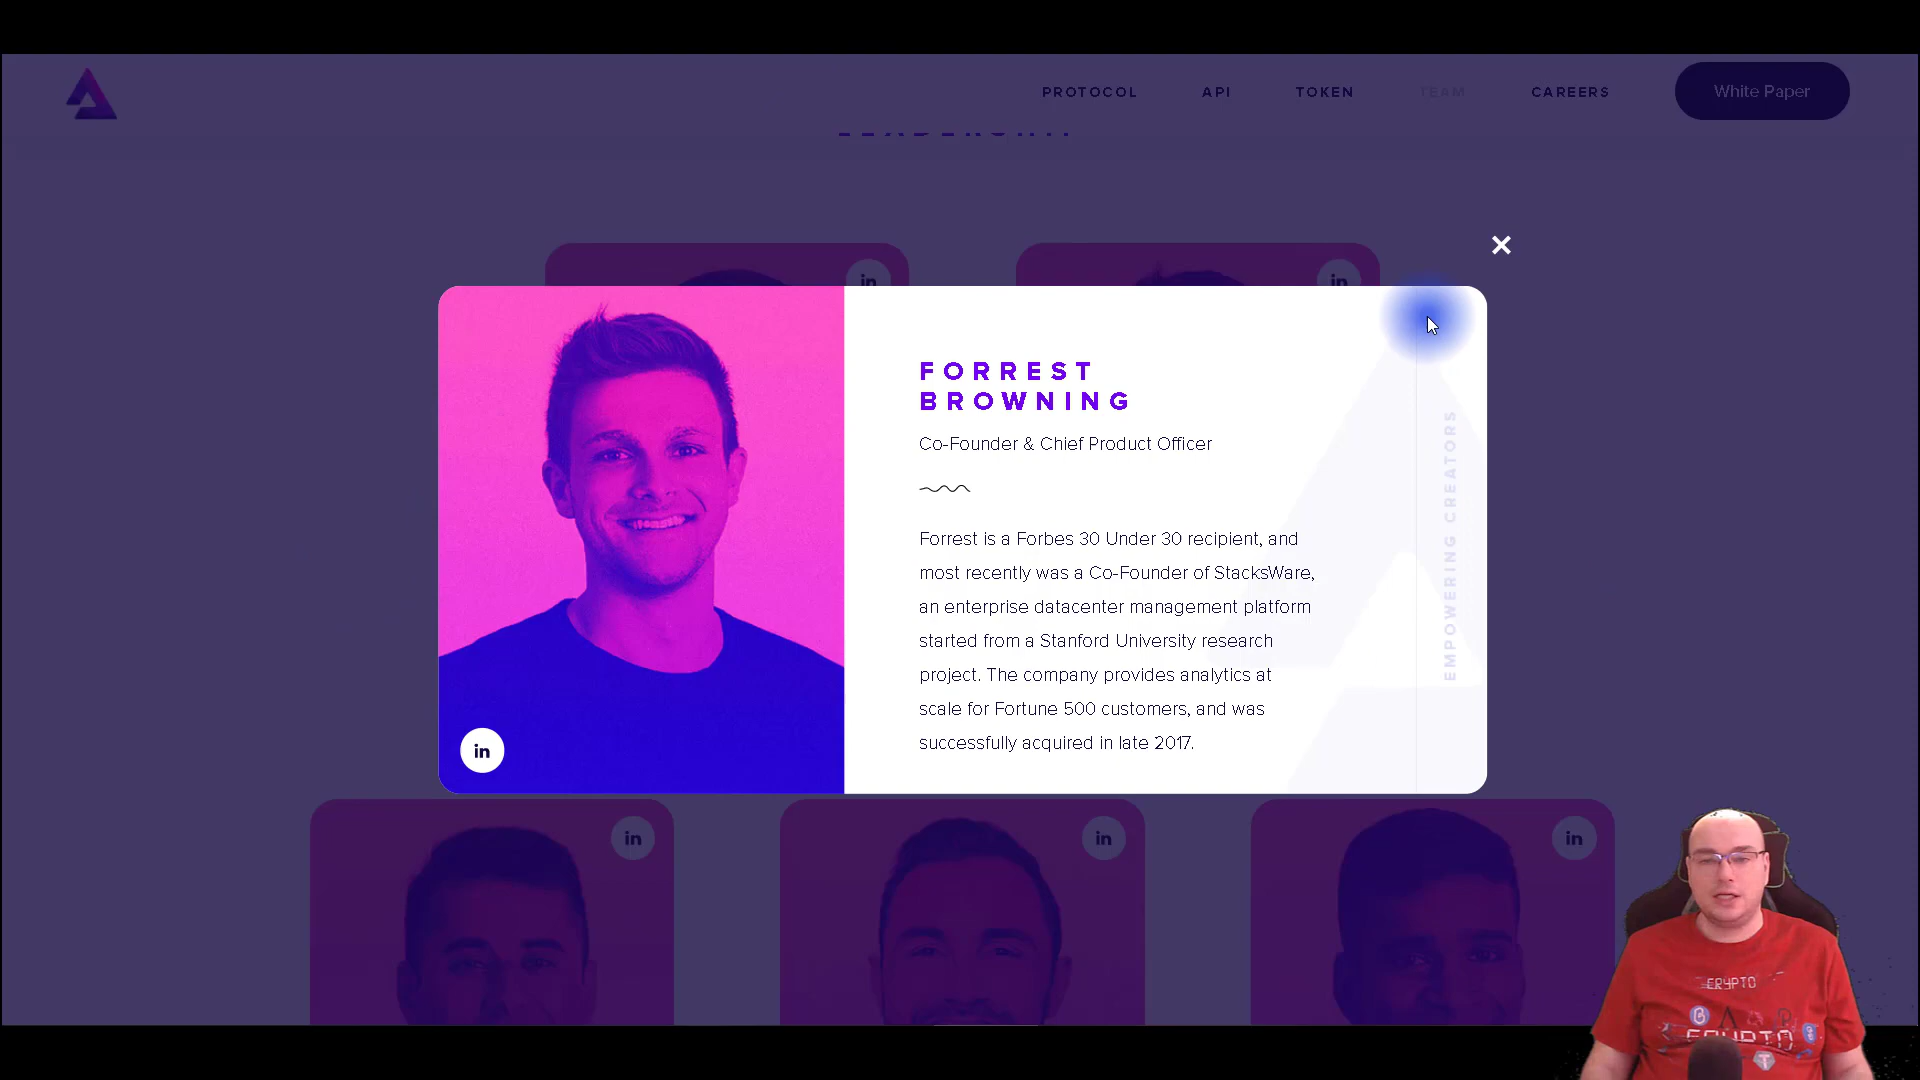 PROTOCOL
API
TOKEN
TEAM
CAREERS
White Paper
in
in
FORREST
BROWNING
Co-Founder & Chief Product Officer
Forrest is a Forbes 30 Under 30 recipient, and
most recently was a Co-Founder of StacksWare,
an enterprise datacenter management platform
started from a Stanford University research
project. The company provides analytics at
scale for Fortune 500 customers, and was
successfully acquired in late 2017.
EMPOWERING CREATORS
in
in
in
in
CRYPTO